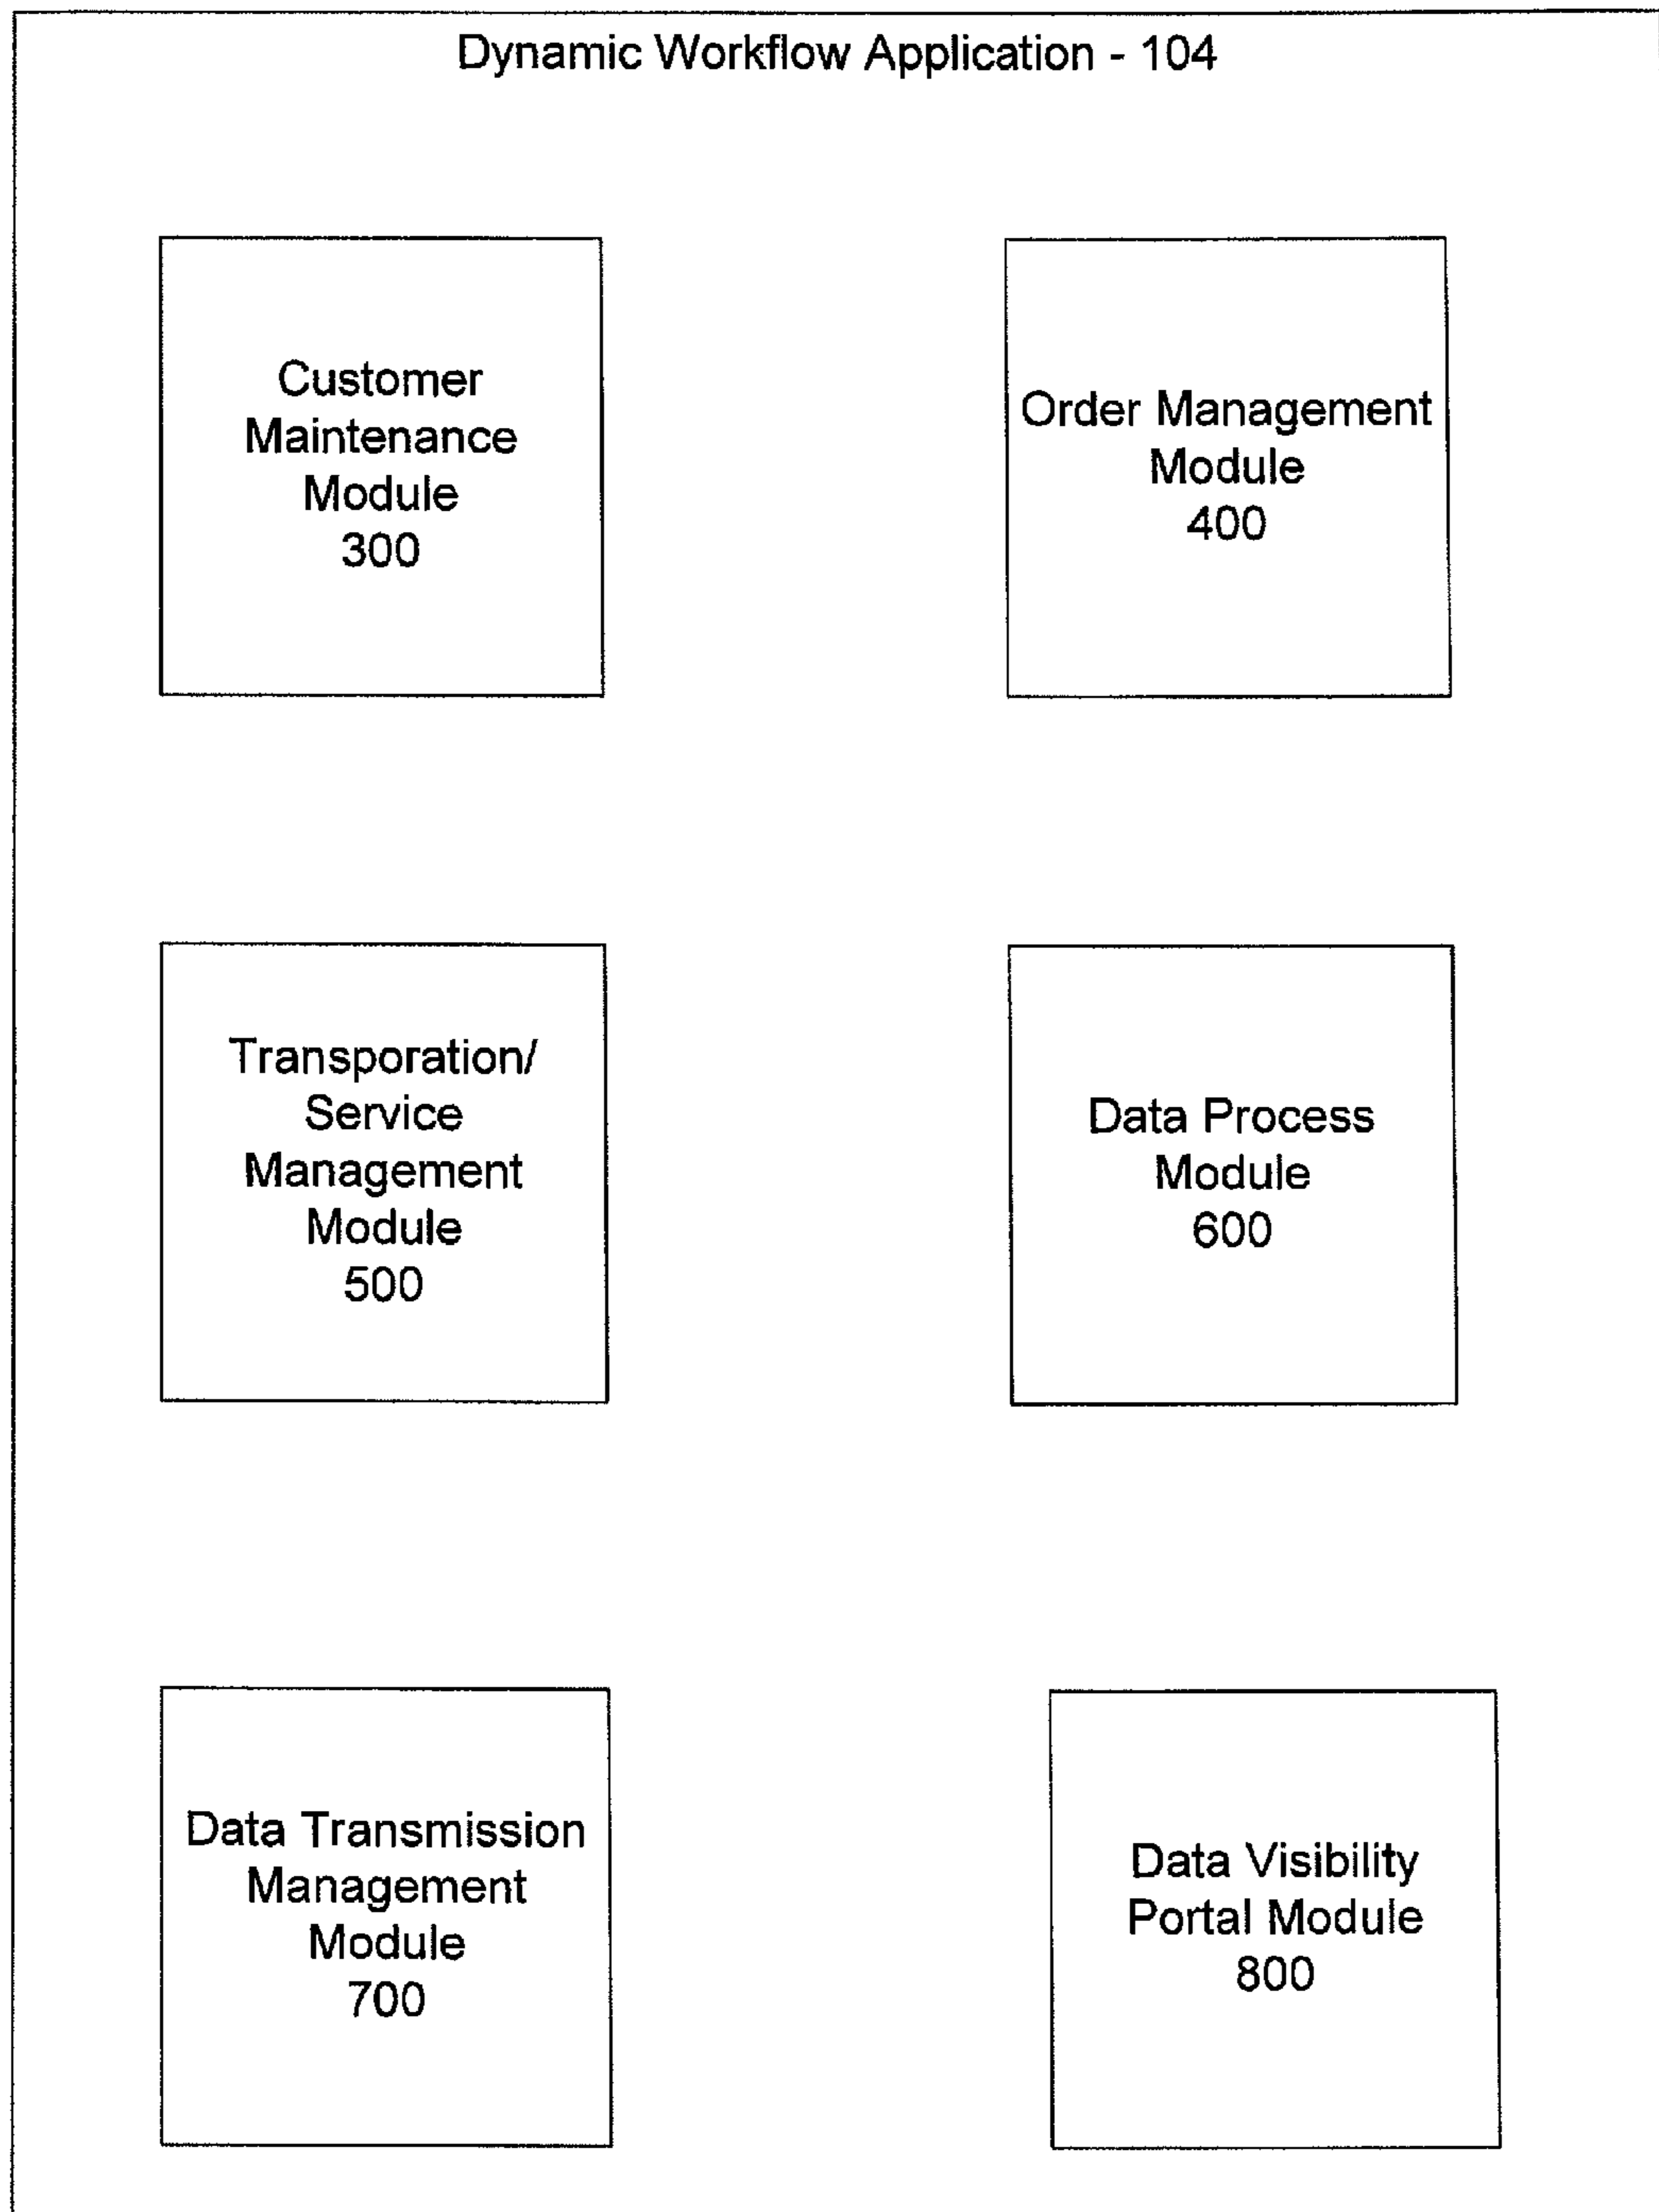 Dynamic Workflow Application - 104
Customer
Maintenance
Module
300
Order Management
Module
400
Transporation/
Service
Management
Module
500
Data Process
Module
600
Data Transmission
Management
Module
700
Data Visibility
Portal Module
800